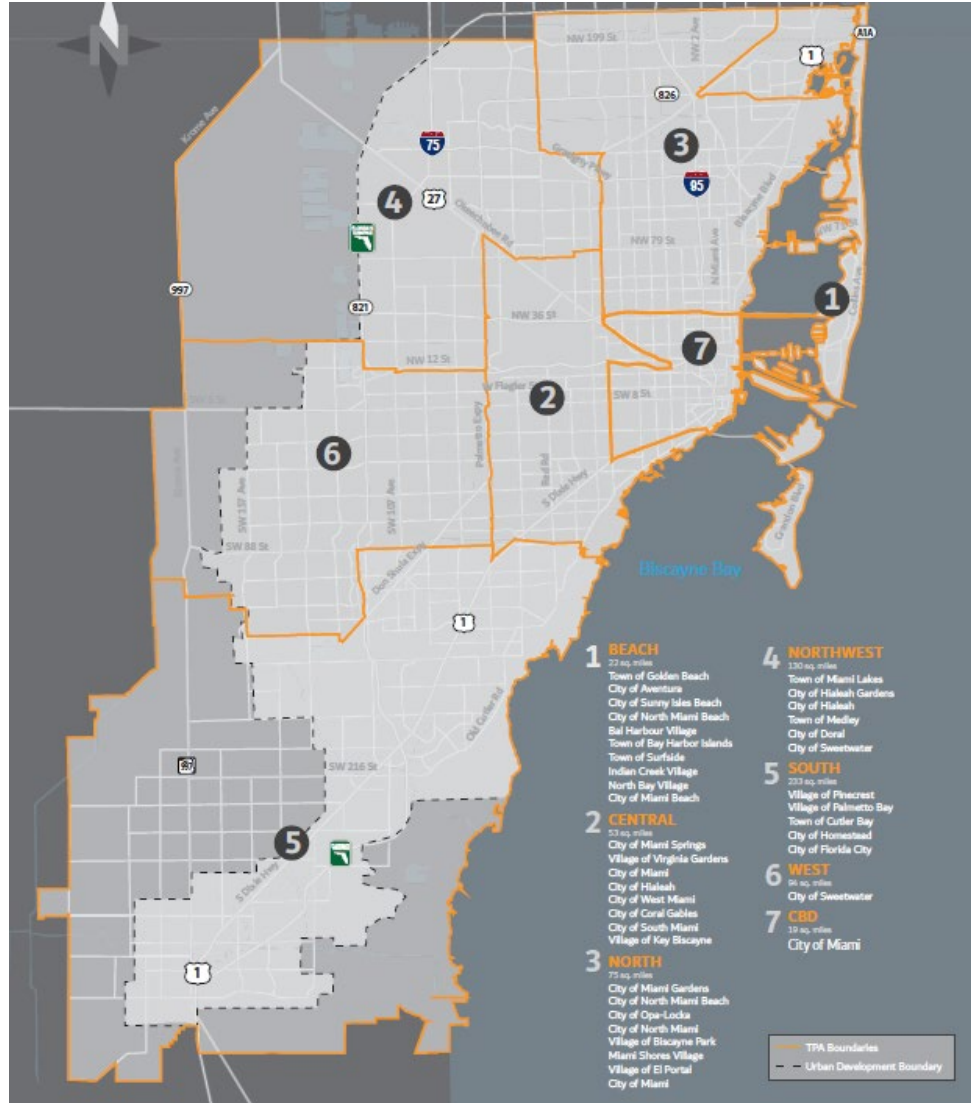 N
NW 199 St
NW 2 Ave
A1A
1
826
Krome Ave
75
3
Gratigny Pkwy
95
4
27
Okeechobee Rd
Biscayne Blvd
NW 79 St
N Miami Ave
NW 71 St
997
821
1
Collins Ave
NW 36 St
7
NW 12 St
W Flagler St
2
SW 8 St
6
Palmetto Expy
Red Rd
S Dixie Hwy
SW 157 Ave
SW 107 Ave
SW 88 St
Don Shula Expy
Crandon Blvd
Biscayne Bay
1
Old Cutler Rd
997
SW 216 St
5
S Dixie Hwy
1
1 BEACH
22 sq. miles
Town of Golden Beach
City of Aventura
City of Sunny Isles Beach
City of North Miami Beach
Bal Harbour Village
Town of Bay Harbor Islands
Town of Surfside
Indian Creek Village
North Bay Village
City of Miami Beach
2 CENTRAL
53 sq. miles
City of Miami Springs
Village of Virginia Gardens
City of Miami
City of Hialeah
City of West Miami
City of Coral Gables
City of South Miami
Village of Key Biscayne
3 NORTH
75 sq. miles
City of Miami Gardens
City of North Miami Beach
City of Opa-Locka
City of North Miami
Village of Biscayne Park
Miami Shores Village
Village of El Portal
City of Miami
4 NORTHWEST
130 sq. miles
Town of Miami Lakes
City of Hialeah Gardens
City of Hialeah
Town of Medley
City of Doral
City of Sweetwater
5 SOUTH
233 sq. miles
Village of Pinecrest
Village of Palmetto Bay
Town of Cutler Bay
City of Homestead
City of Florida City
6 WEST
94 sq. miles
City of Sweetwater
7 CBD
19 sq. miles
City of Miami
TPA Boundaries
Urban Development Boundary